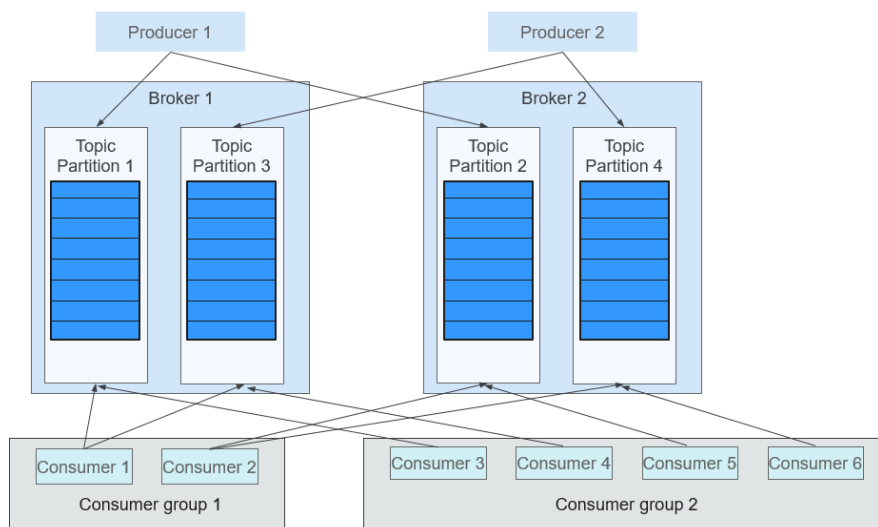 Producer 1
Producer 2
Broker 1
Broker 2
Topic
Partition 1
Topic
Partition 3
Topic
Partition 2
Topic
Partition 4
Consumer 1
Consumer 2
Consumer 3
Consumer 4
Consumer 5
Consumer 6
Consumer group 1
Consumer group 2